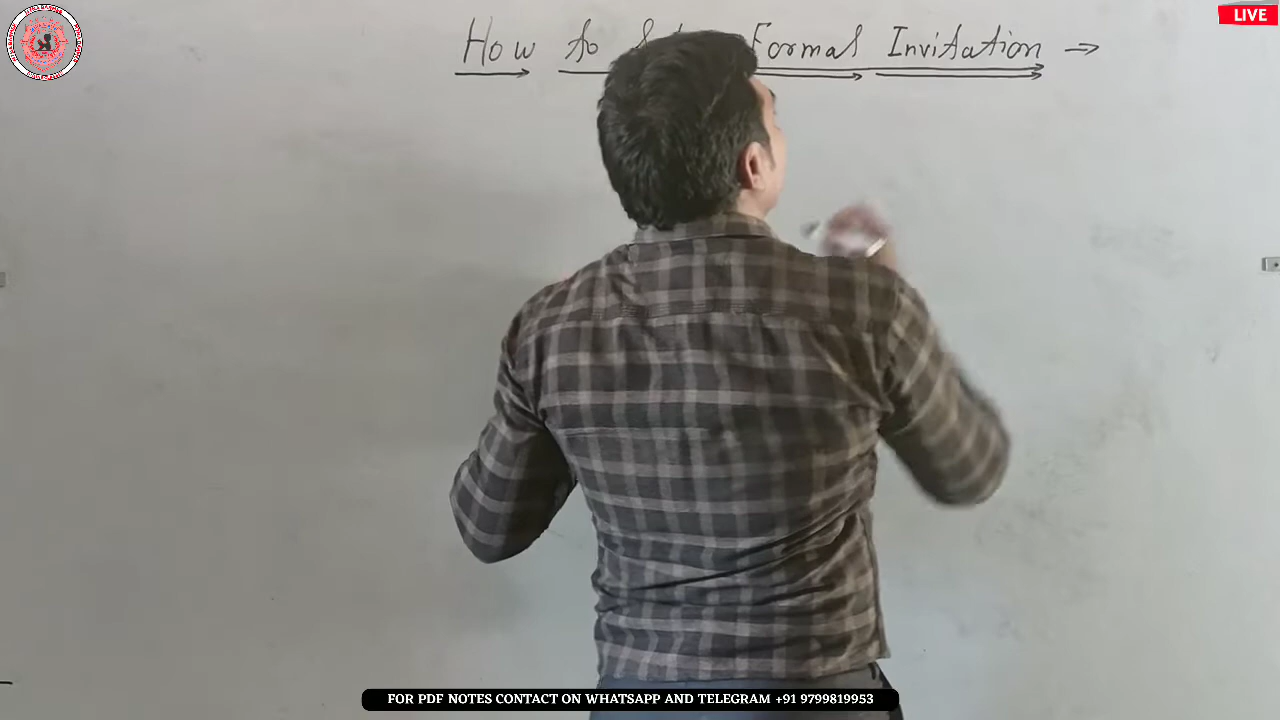 LIVE
How to Formal Invitation →
FOR PDF NOTES CONTACT ON WHATSAPP AND TELEGRAM +91 9799819953